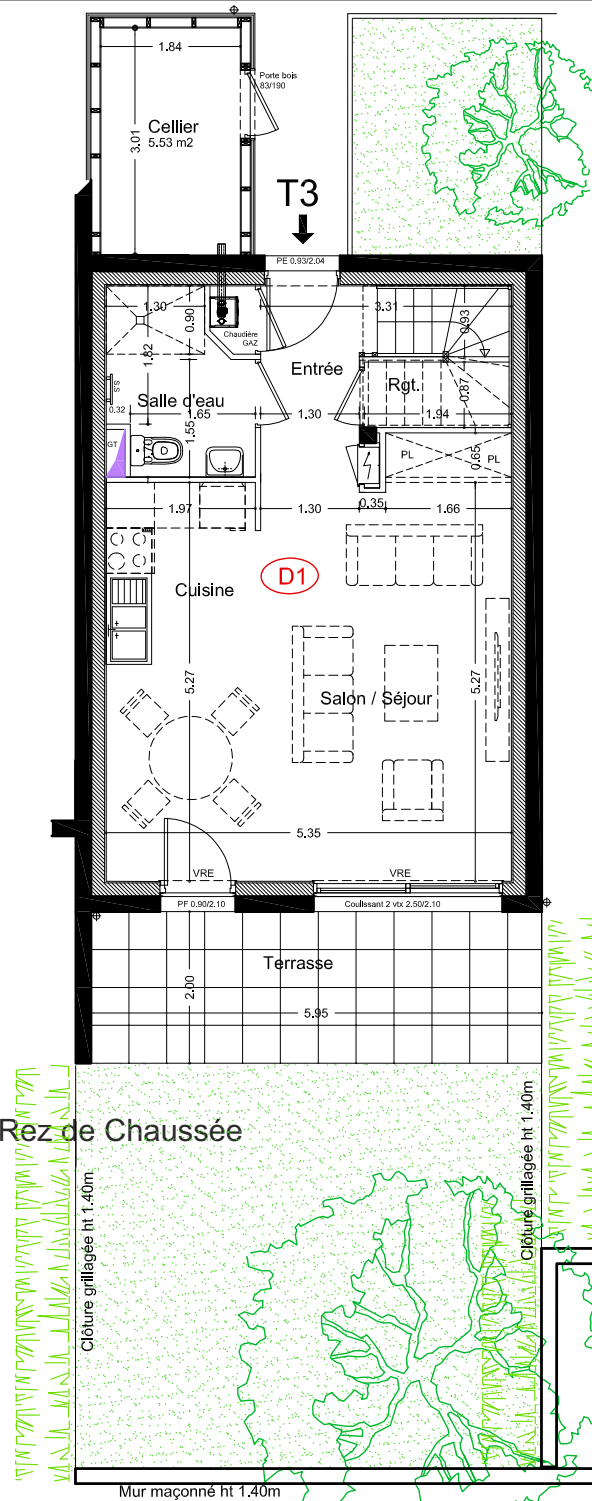 1.84
Porte bois
83/190
3.01
Cellier
5.53 m2
T3
PE 0.93/2.04
1.30
0.90
Chaudière
GAZ
3.31
0.93
1.82
Entrée
Rgt.
0.87
S.S
0.32
Salle d'eau
1.65
1.55
1.30
1.94
GT
D
PL
PL
0.65
1.97
1.30
0.35
1.66
D1
Cuisine
5.27
Salon / Séjour
5.27
5.35
VRE
VRE
PF 0.90/2.10
Coulissant 2 vtx 2.50/2.10
Terrasse
2.00
5.95
Rez de Chaussée
Clôture grillagée ht 1.40m
Clôture grillagée ht 1.40m
Mur maçonné ht 1.40m